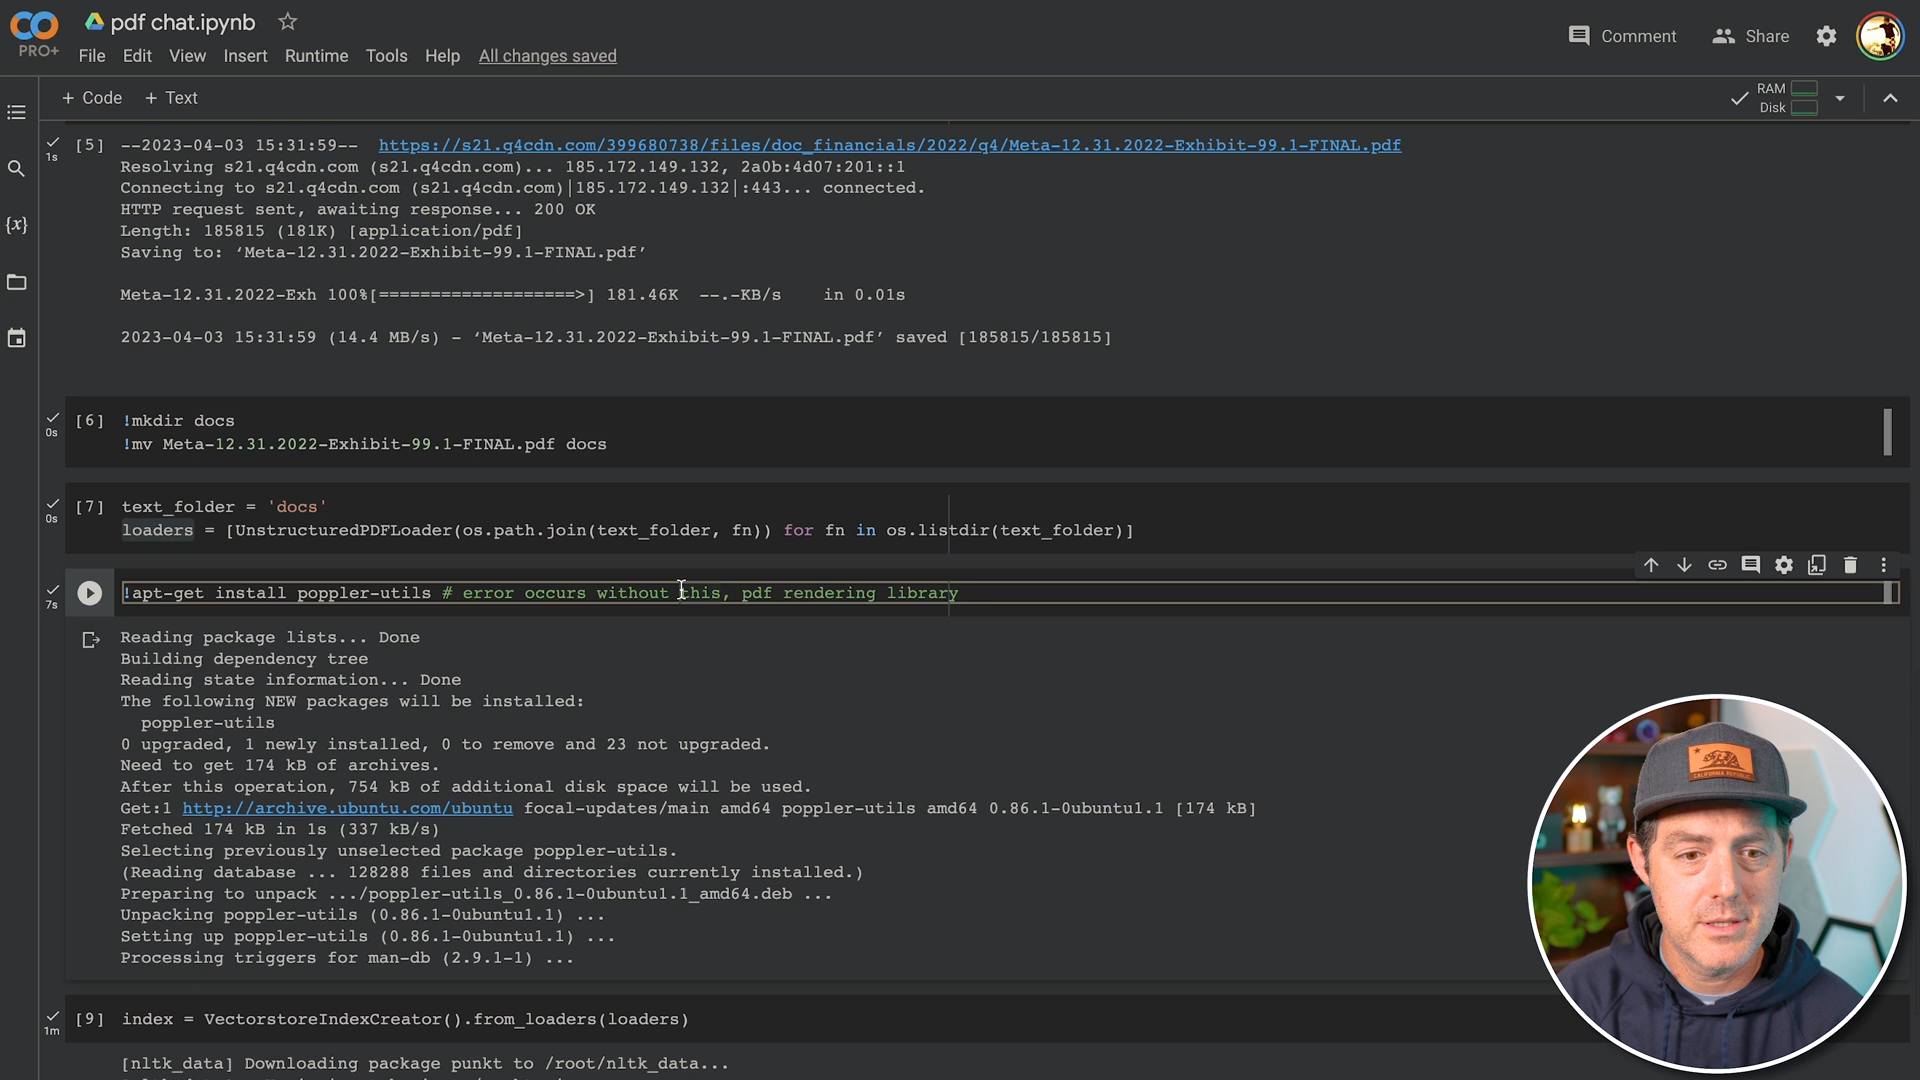 CO
PRO+
pdf chat.ipynb
Comment
Share
File Edit View Insert Runtime Tools Help All changes saved
+ Code + Text
RAM
Disk
1s
[5] --2023-04-03 15:31:59-- https://s21.q4cdn.com/399680738/files/doc_financials/2022/q4/Meta-12.31.2022-Exhibit-99.1-FINAL.pdf
Resolving s21.q4cdn.com (s21.q4cdn.com)... 185.172.149.132, 2a0b:4d07:201::1
Connecting to s21.q4cdn.com (s21.q4cdn.com)|185.172.149.132|:443... connected.
HTTP request sent, awaiting response... 200 OK
Length: 185815 (181K) [application/pdf]
Saving to: ‘Meta-12.31.2022-Exhibit-99.1-FINAL.pdf’
Meta-12.31.2022-Exh 100%[===================>] 181.46K --.-KB/s in 0.01s
2023-04-03 15:31:59 (14.4 MB/s) - ‘Meta-12.31.2022-Exhibit-99.1-FINAL.pdf’ saved [185815/185815]
0s
[6] !mkdir docs
!mv Meta-12.31.2022-Exhibit-99.1-FINAL.pdf docs
0s
[7] text_folder = 'docs'
loaders = [UnstructuredPDFLoader(os.path.join(text_folder, fn)) for fn in os.listdir(text_folder)]
7s
!apt-get install poppler-utils # error occurs without this, pdf rendering library
Reading package lists... Done
Building dependency tree
Reading state information... Done
The following NEW packages will be installed:
poppler-utils
0 upgraded, 1 newly installed, 0 to remove and 23 not upgraded.
Need to get 174 kB of archives.
After this operation, 754 kB of additional disk space will be used.
Get:1 http://archive.ubuntu.com/ubuntu focal-updates/main amd64 poppler-utils amd64 0.86.1-0ubuntu1.1 [174 kB]
Fetched 174 kB in 1s (337 kB/s)
Selecting previously unselected package poppler-utils.
(Reading database ... 128288 files and directories currently installed.)
Preparing to unpack .../poppler-utils_0.86.1-0ubuntu1.1_amd64.deb ...
Unpacking poppler-utils (0.86.1-0ubuntu1.1) ...
Setting up poppler-utils (0.86.1-0ubuntu1.1) ...
Processing triggers for man-db (2.9.1-1) ...
CALIFORNIA REPUBLIC
1m
[9] index = VectorstoreIndexCreator().from_loaders(loaders)
[nltk_data] Downloading package punkt to /root/nltk_data...